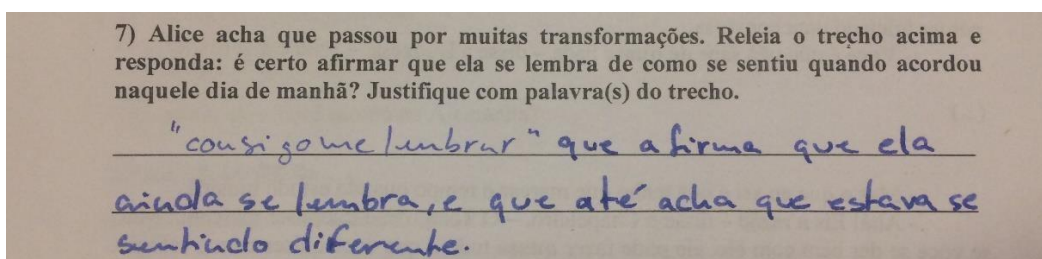 7) Alice acha que passou por muitas transformações. Releia o trecho acima e
responda: é certo afirmar que ela se lembra de como se sentiu quando acordou
naquele dia de manhã? Justifique com palavra(s) do trecho.
"consigo me lembrar" que afirma que ela
ainda se lembra, e que até acha que estava se
sentindo diferente.